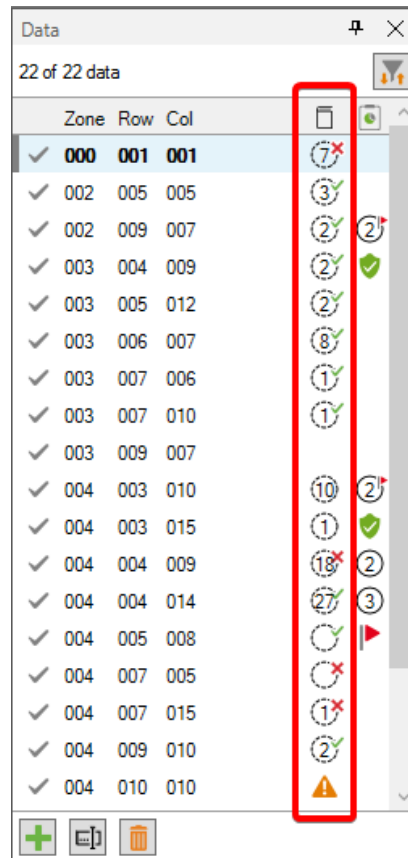 Data
22 of 22 data
Zone Row Col
000 001 001 7
002 005 005 3
002 009 007 2 2
003 004 009 2
003 005 012 2
003 006 007 8
003 007 006 1
003 007 010 1
003 009 007
004 003 010 10 2
004 003 015 1
004 004 009 18 2
004 004 014 27 3
004 005 008
004 007 005
004 007 015 1
004 009 010 2
004 010 010